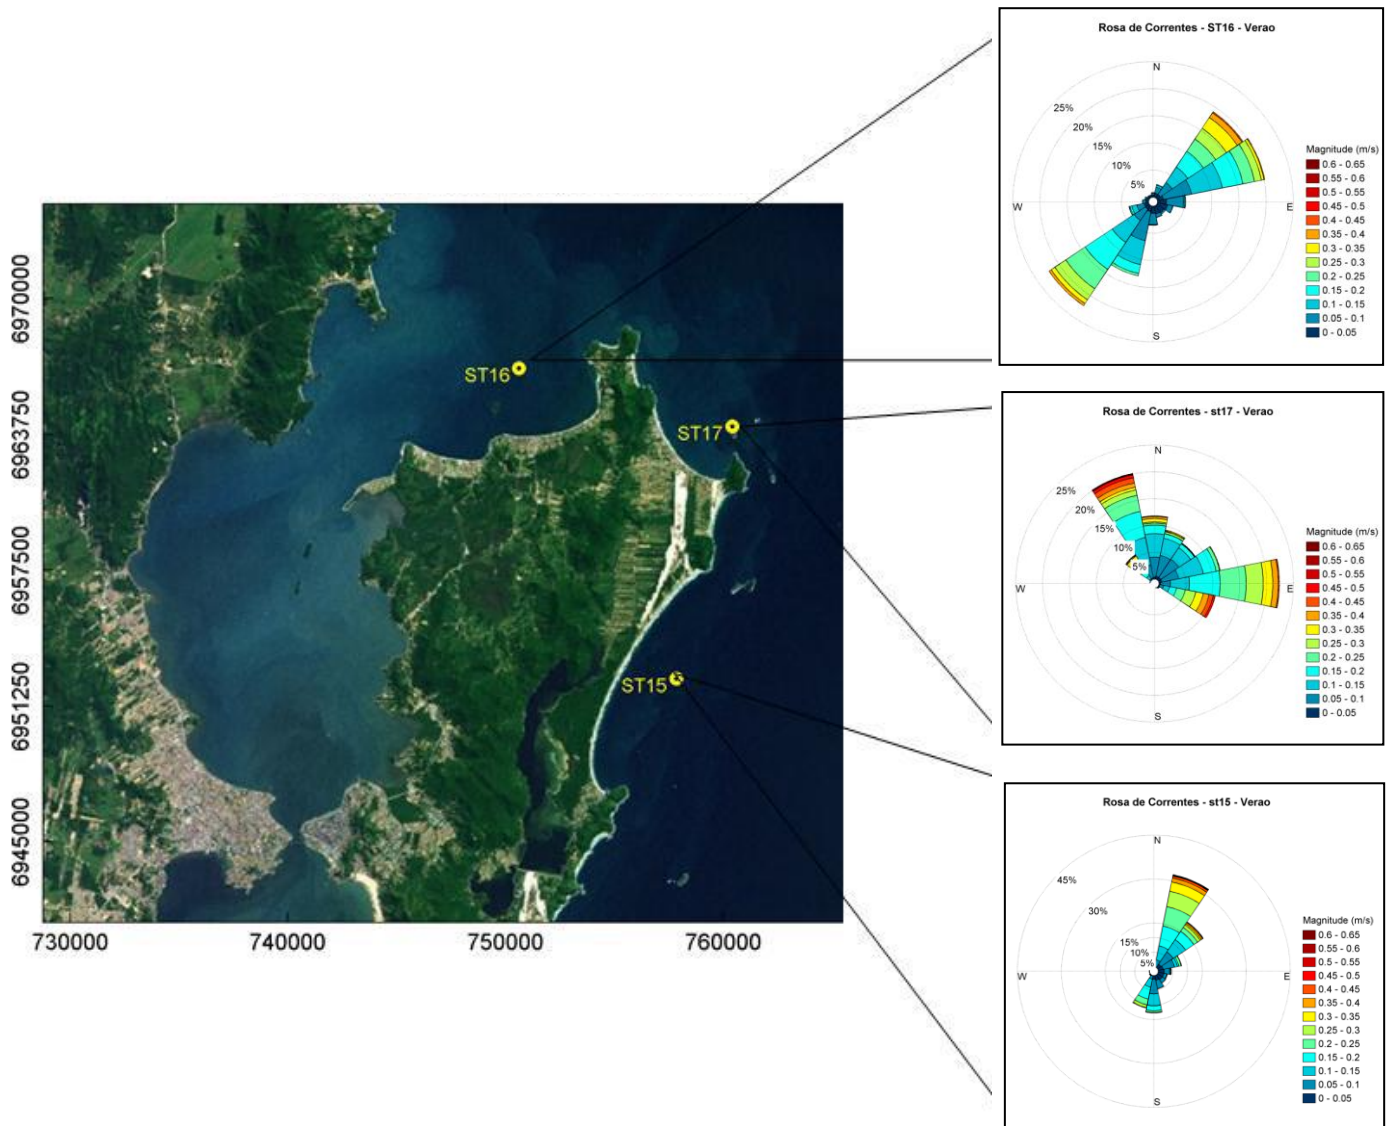 6970000
6963750
6957500
6951250
6945000
730000
740000
750000
760000
ST16
ST17
ST15
Rosa de Correntes - ST16 - Verao
N
25%
20%
15%
10%
5%
W
E
S
Magnitude (m/s)
0.6 - 0.65
0.55 - 0.6
0.5 - 0.55
0.45 - 0.5
0.4 - 0.45
0.35 - 0.4
0.3 - 0.35
0.25 - 0.3
0.2 - 0.25
0.15 - 0.2
0.1 - 0.15
0.05 - 0.1
0 - 0.05
Rosa de Correntes - st17 - Verao
N
25%
20%
15%
10%
5%
W
E
S
Magnitude (m/s)
0.6 - 0.65
0.55 - 0.6
0.5 - 0.55
0.45 - 0.5
0.4 - 0.45
0.35 - 0.4
0.3 - 0.35
0.25 - 0.3
0.2 - 0.25
0.15 - 0.2
0.1 - 0.15
0.05 - 0.1
0 - 0.05
Rosa de Correntes - st15 - Verao
N
45%
30%
15%
10%
5%
W
E
S
Magnitude (m/s)
0.6 - 0.65
0.55 - 0.6
0.5 - 0.55
0.45 - 0.5
0.4 - 0.45
0.35 - 0.4
0.3 - 0.35
0.25 - 0.3
0.2 - 0.25
0.15 - 0.2
0.1 - 0.15
0.05 - 0.1
0 - 0.05